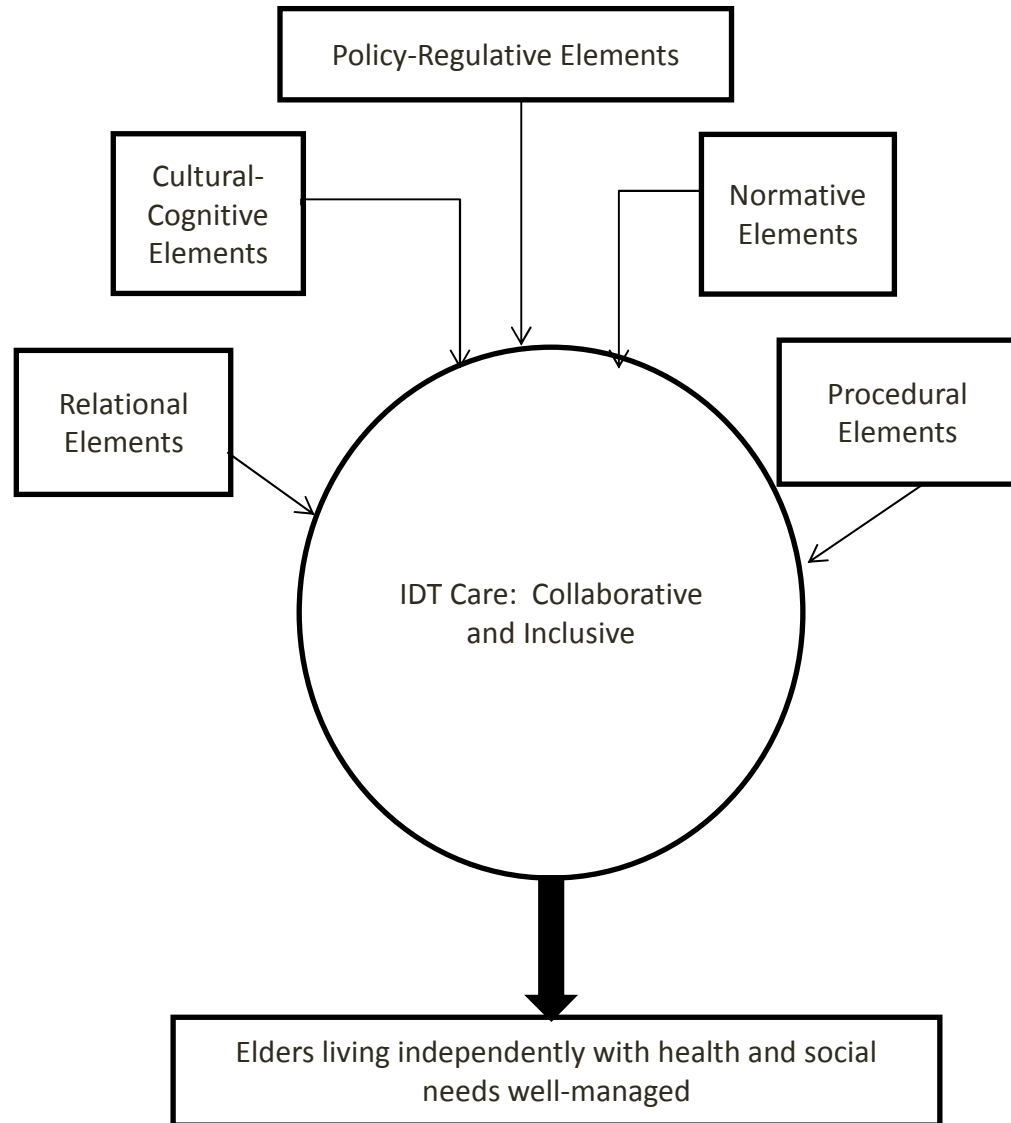 Policy-Regulative Elements
Cultural-
Cognitive
Elements
Normative
Elements
Relational
Elements
Procedural
Elements
IDT Care: Collaborative
and Inclusive
Elders living independently with health and social
needs well-managed